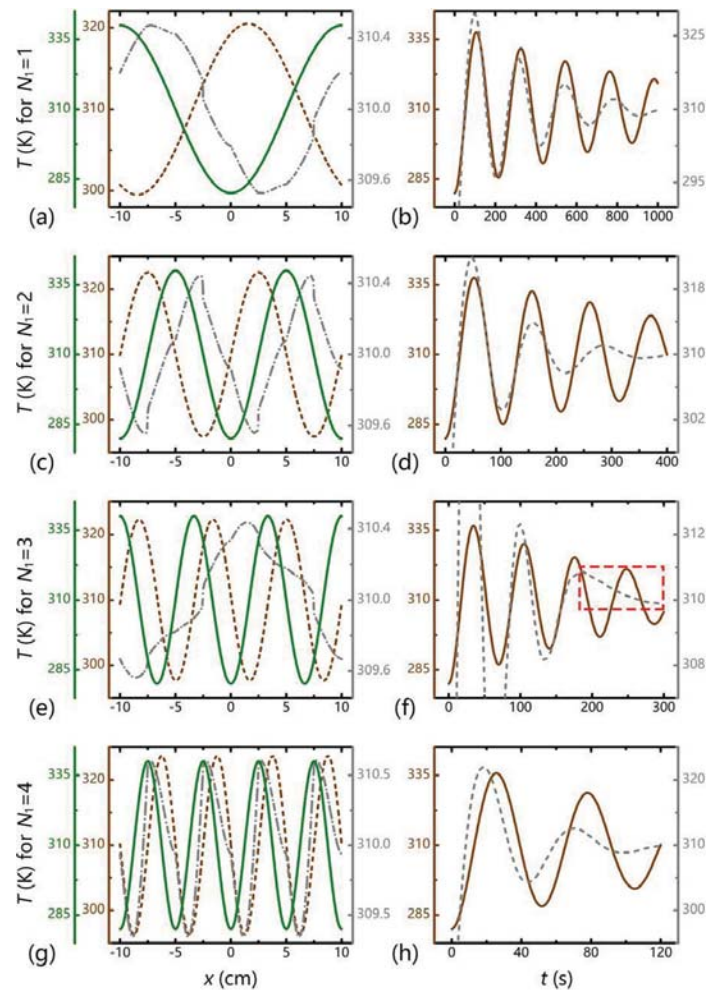 335 320 310.4 335 325
T (K) for N₁=1
310 310 310.0 310 310
285 300 309.6 285 295
(a) -10 -5 0 5 10 (b) 0 200 400 600 800 1000
335 320 310.4 335 318
T (K) for N₁=2
310 310 310.0 310 310
285 300 309.6 285 302
(c) -10 -5 0 5 10 (d) 0 100 200 300 400
335 320 310.4 335 312
T (K) for N₁=3
310 310 310.0 310 310
285 300 309.6 285 308
(e) -10 -5 0 5 10 (f) 0 100 200 300
335 320 310.5 335 320
T (K) for N₁=4
310 310 310.0 310 310
285 300 309.5 285 300
(g) -10 -5 0 5 10 (h) 0 40 80 120
x (cm) t (s)